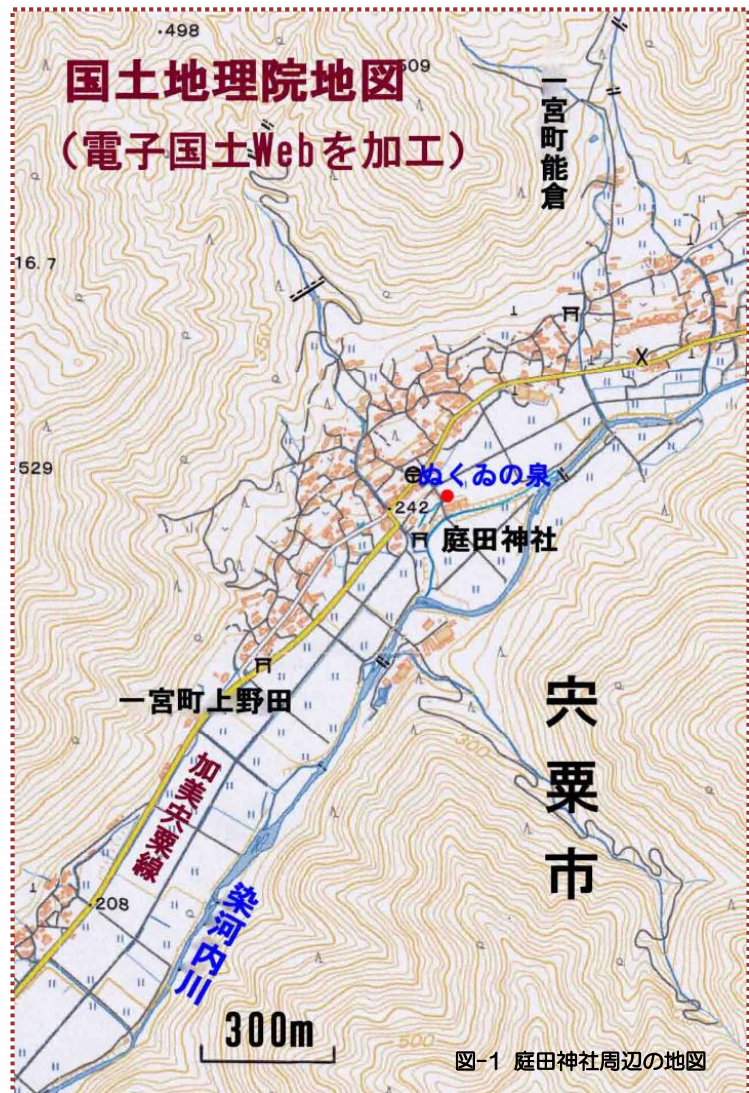 ・498
509
国土地理院地図
（電子国土Webを加工）
一宮町能倉
16.7
350
529
ぬくゐの泉
・242
庭田神社
一宮町上野田
宍粟市
300
加美宍粟線
・208
染河内川
300m
500
図-1 庭田神社周辺の地図